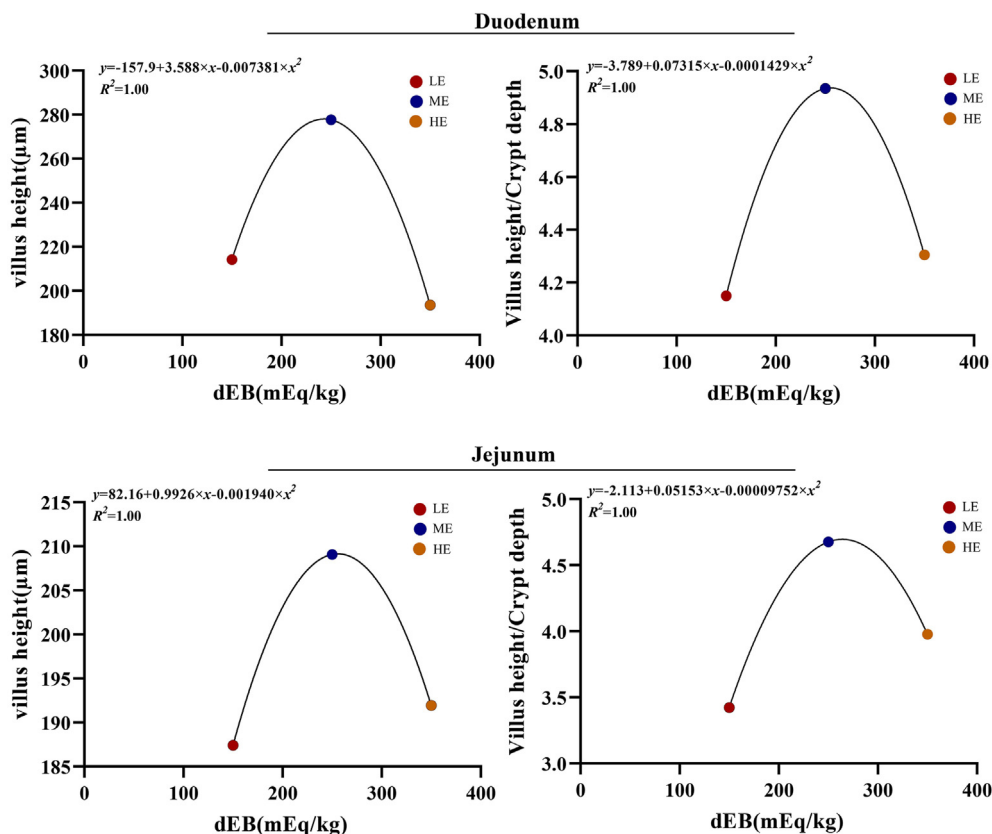 Duodenum
y=-157.9+3.588×x-0.007381×x²
R²=1.00
LE
ME
HE
villus height(μm)
300
280
260
240
220
200
180
0
100
200
300
400
dEB(mEq/kg)
y=-3.789+0.07315×x-0.0001429×x²
R²=1.00
LE
ME
HE
Villus height/Crypt depth
5.0
4.8
4.6
4.4
4.2
4.0
0
100
200
300
400
dEB(mEq/kg)
Jejunum
y=82.16+0.9926×x-0.001940×x²
R²=1.00
LE
ME
HE
villus height(μm)
215
210
205
200
195
190
185
0
100
200
300
400
dEB(mEq/kg)
y=-2.113+0.05153×x-0.00009752×x²
R²=1.00
LE
ME
HE
Villus height/Crypt depth
5.0
4.5
4.0
3.5
3.0
0
100
200
300
400
dEB(mEq/kg)